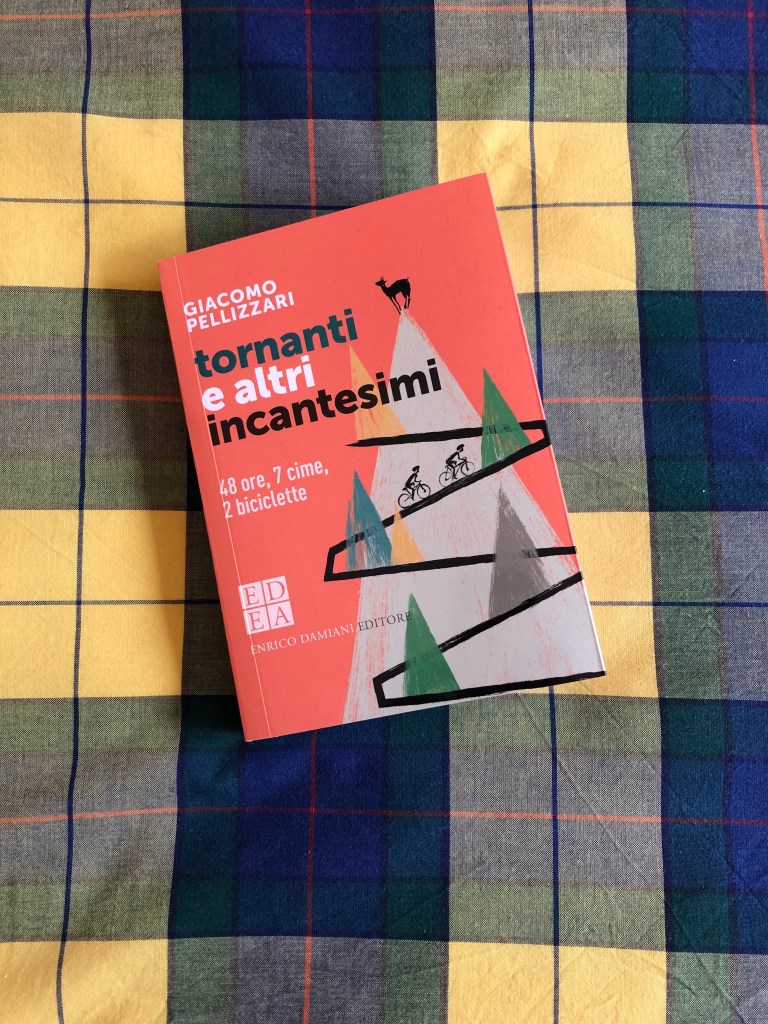 GIACOMO
PELLIZZARI
tornanti
e altri
incantesimi
48 ore, 7 cime,
2 biciclette
ED
EA
ENRICO DAMIANI EDITORE